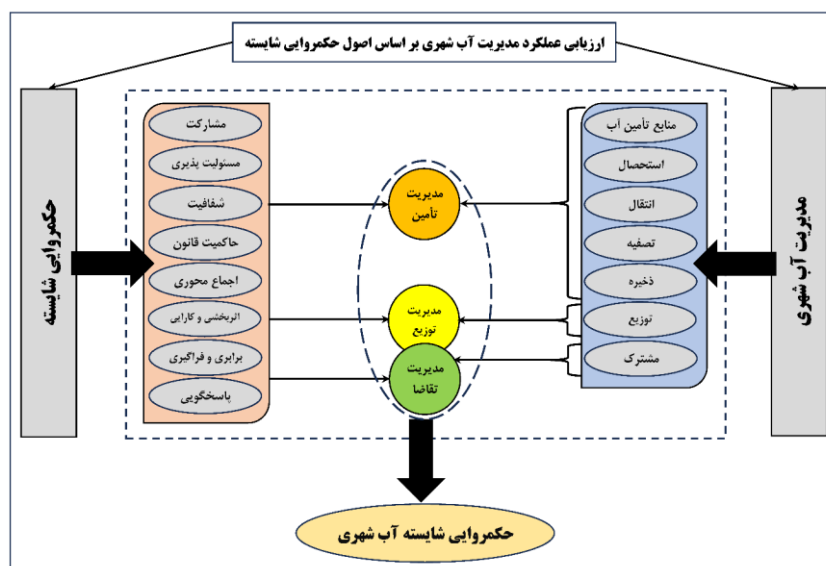 ارزیابی عملکرد مدیریت آب شهری بر اساس اصول حکمروایی شایسته
مدیریت آب شهری
منابع تأمین آب
استحصال
انتقال
تصفیه
ذخیره
توزیع
مشترک
مدیریت
تأمین
مدیریت
توزیع
مدیریت
تقاضا
مشارکت
مسئولیت پذیری
شفافیت
حاکمیت قانون
اجماع محوری
اثربخشی و کارایی
برابری و فراگیری
پاسخگویی
حکمروایی شایسته
حکمروایی شایسته آب شهری